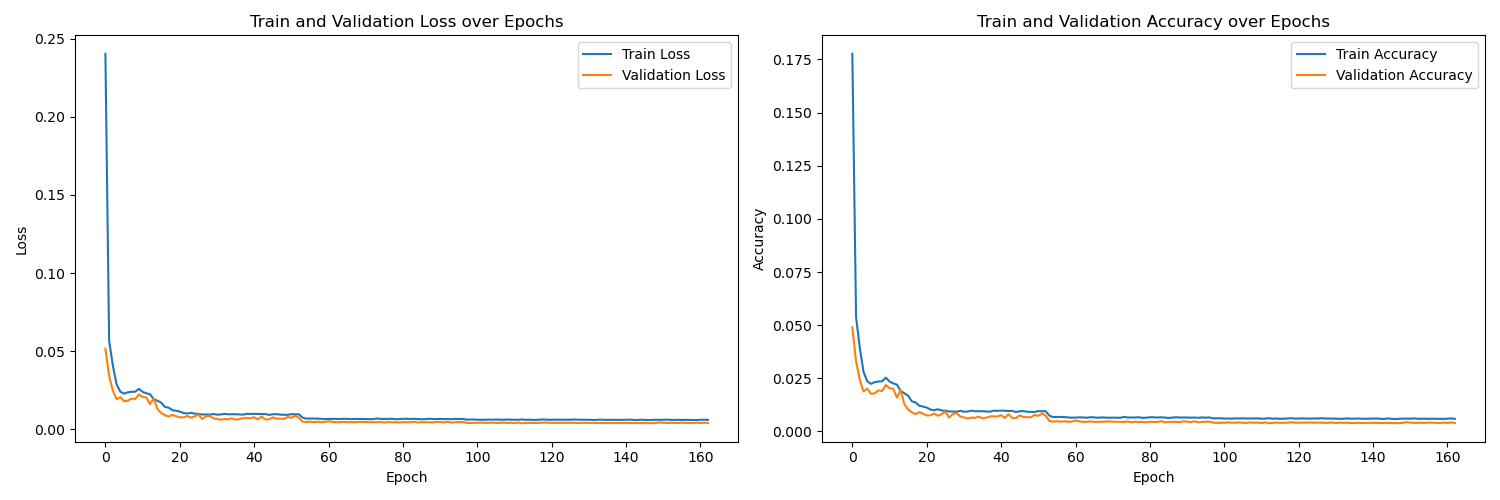 Train and Validation Loss over Epochs
0.25
0.20
0.15
0.10
0.05
0.00
Loss
0 20 40 60 80 100 120 140 160
Epoch
Train Loss
Validation Loss
Train and Validation Accuracy over Epochs
0.175
0.150
0.125
0.100
0.075
0.050
0.025
0.000
Accuracy
0 20 40 60 80 100 120 140 160
Epoch
Train Accuracy
Validation Accuracy